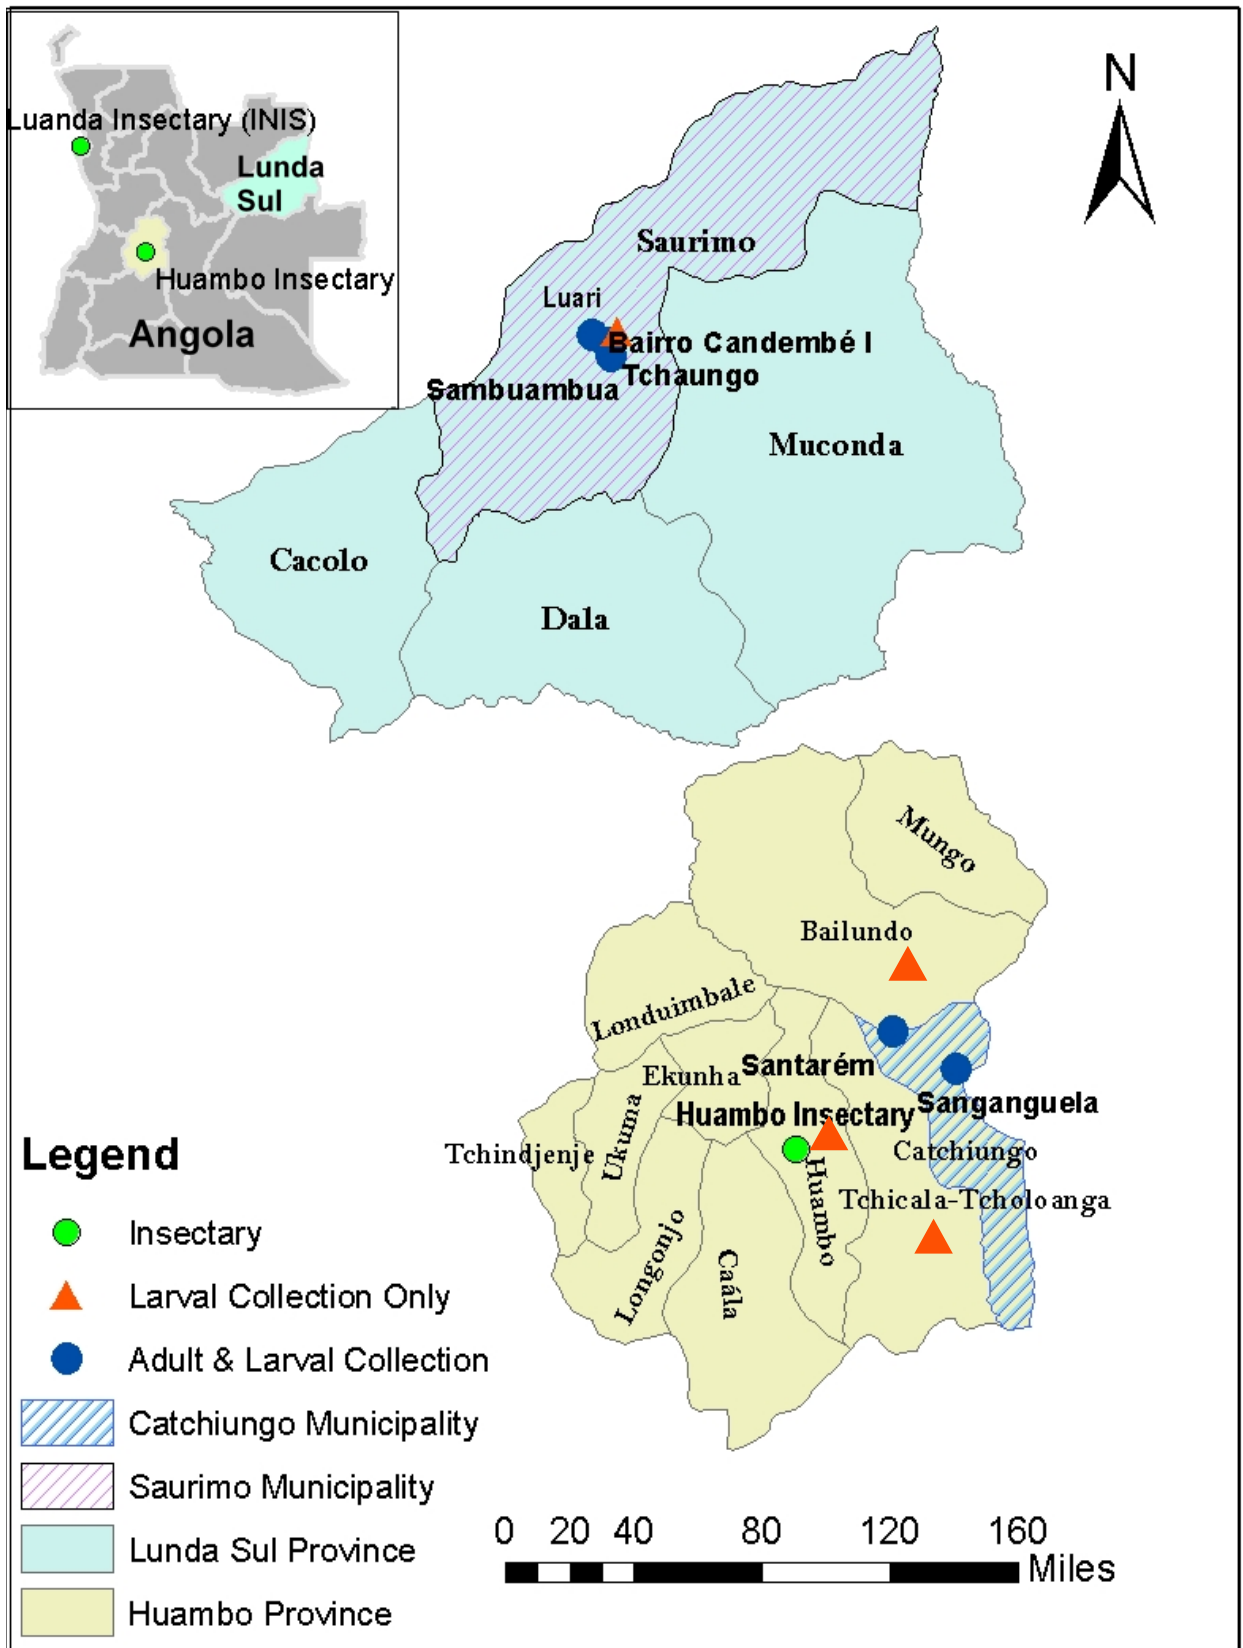 Luanda Insectary (INIS)
Lunda
Sul
Huambo Insectary
Angola
N
Saurimo
Luari
Bairro Candembé I
Tchaungo
Sambuambua
Muconda
Cacolo
Dala
Mungo
Bailundo
Londuimbale
Ekunha
Santarém
Huambo Insectary
Sanganguela
Ukuma
Tchindjenje
Catchiungo
Huambo
Tchicala-Tcholoanga
Longonjo
Caála
Legend
Insectary
Larval Collection Only
Adult & Larval Collection
Catchiungo Municipality
Saurimo Municipality
Lunda Sul Province
Huambo Province
0 20 40 80 120 160
Miles